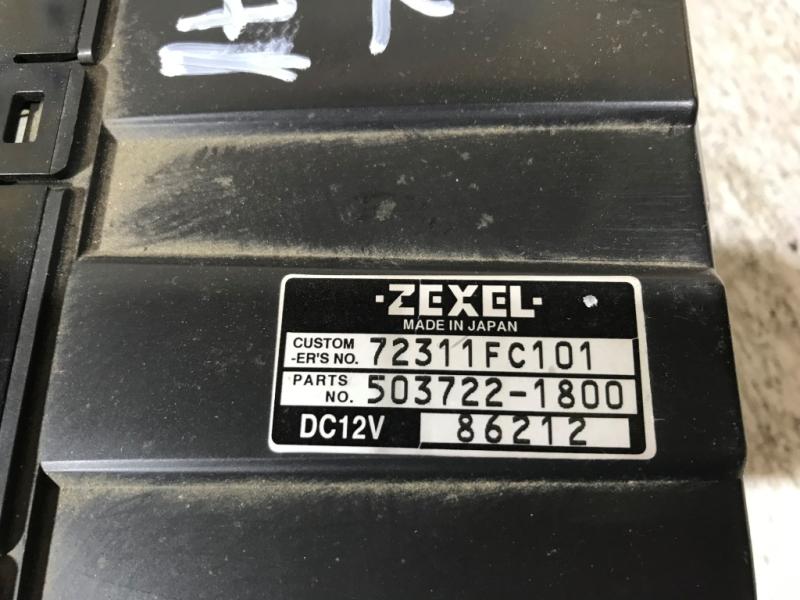 ·ZEXEL·
MADE IN JAPAN
CUSTOM
-ER'S NO. 72311FC101
PARTS
NO. 503722-1800
DC12V 86212